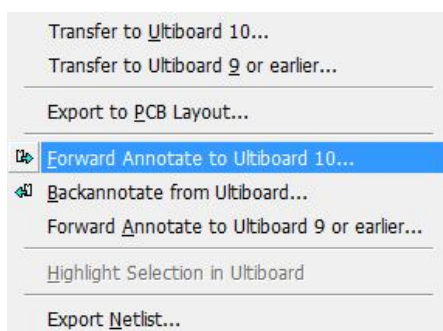 Transfer to Ultiboard 10...
Transfer to Ultiboard 9 or earlier...
Export to PCB Layout...
Forward Annotate to Ultiboard 10...
Backannotate from Ultiboard...
Forward Annotate to Ultiboard 9 or earlier...
Highlight Selection in Ultiboard
Export Netlist...